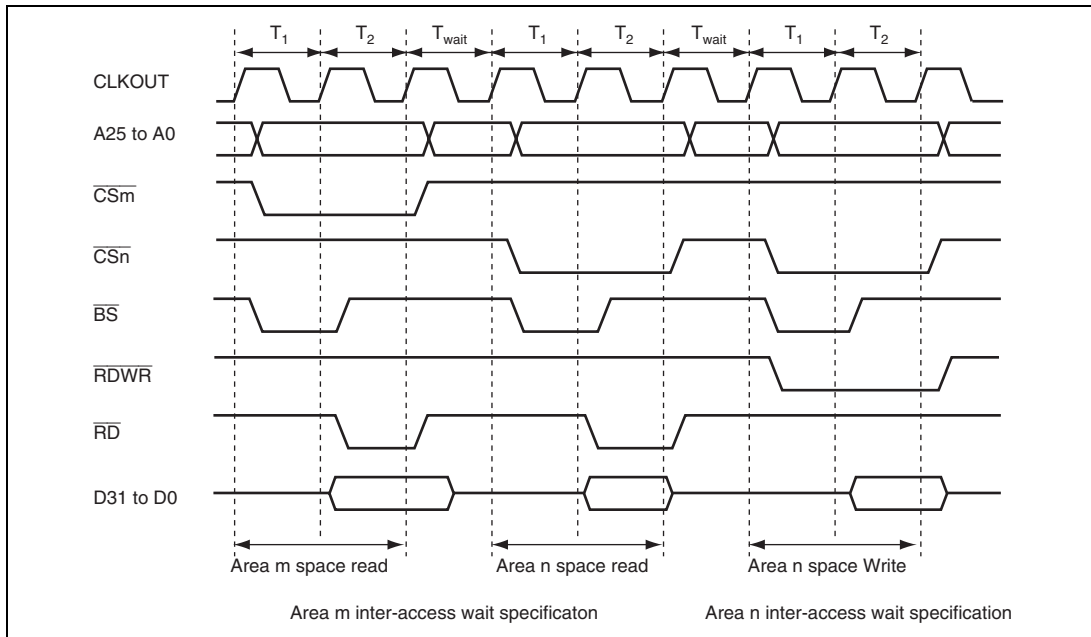 T1 T2 Twait T1 T2 Twait T1 T2
CLKOUT
A25 to A0
CSm
CSn
BS
RDWR
RD
D31 to D0
Area m space read Area n space read Area n space Write
Area m inter-access wait specificaton Area n inter-access wait specification